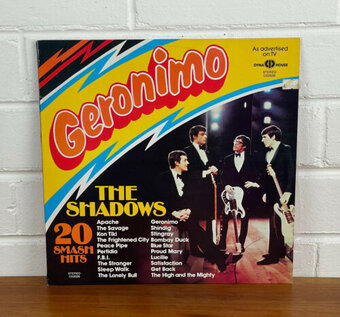 As advertised
on TV
DYNA HOUSE
STEREO
Geronimo
THE
SHADOWS
20
SMASH
HITS
STEREO
Apache
The Savage
Kon Tiki
The Frightened City
Peace Pipe
Perfidia
F.B.I.
The Stranger
Sleep Walk
The Lonely Bull
Geronimo
Shindig
Stingray
Bombay Duck
Blue Star
Proud Mary
Lucille
Satisfaction
Get Back
The High and the Mighty